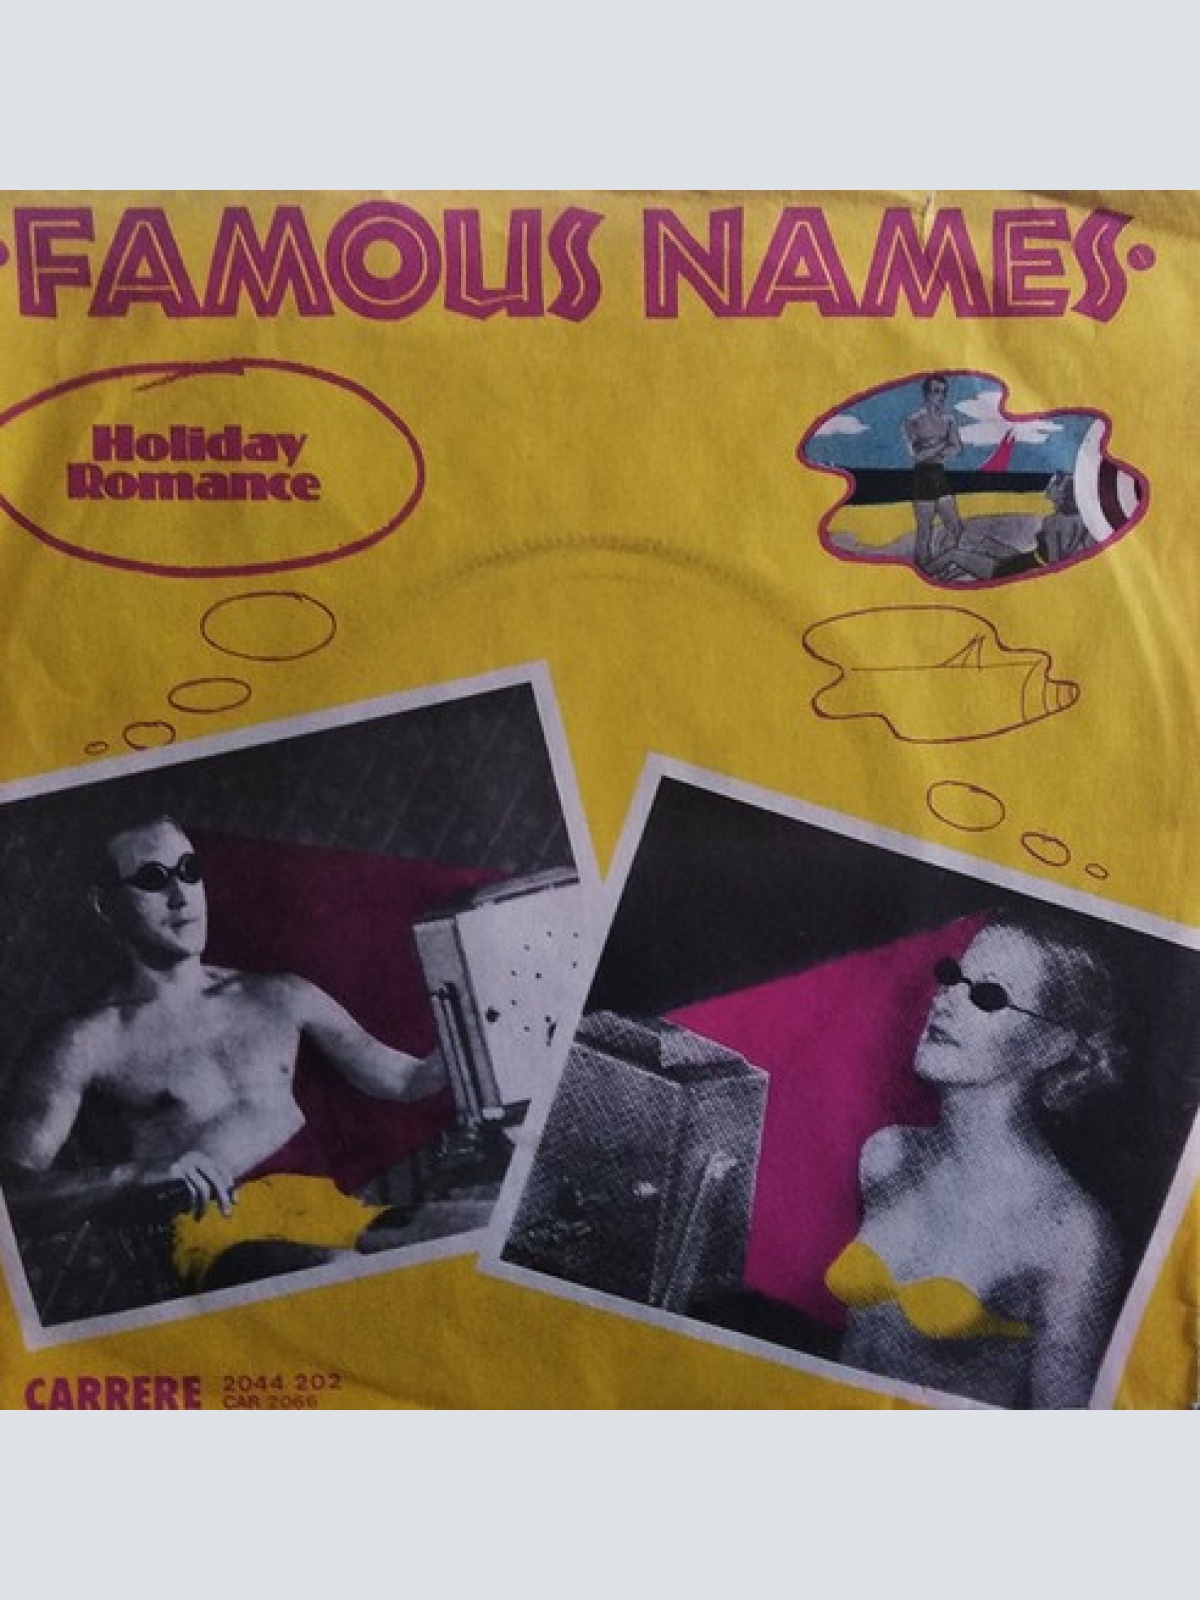 •FAMOUS NAMES•
Holiday
Romance
CARRERE 2044 202
CAR 2066